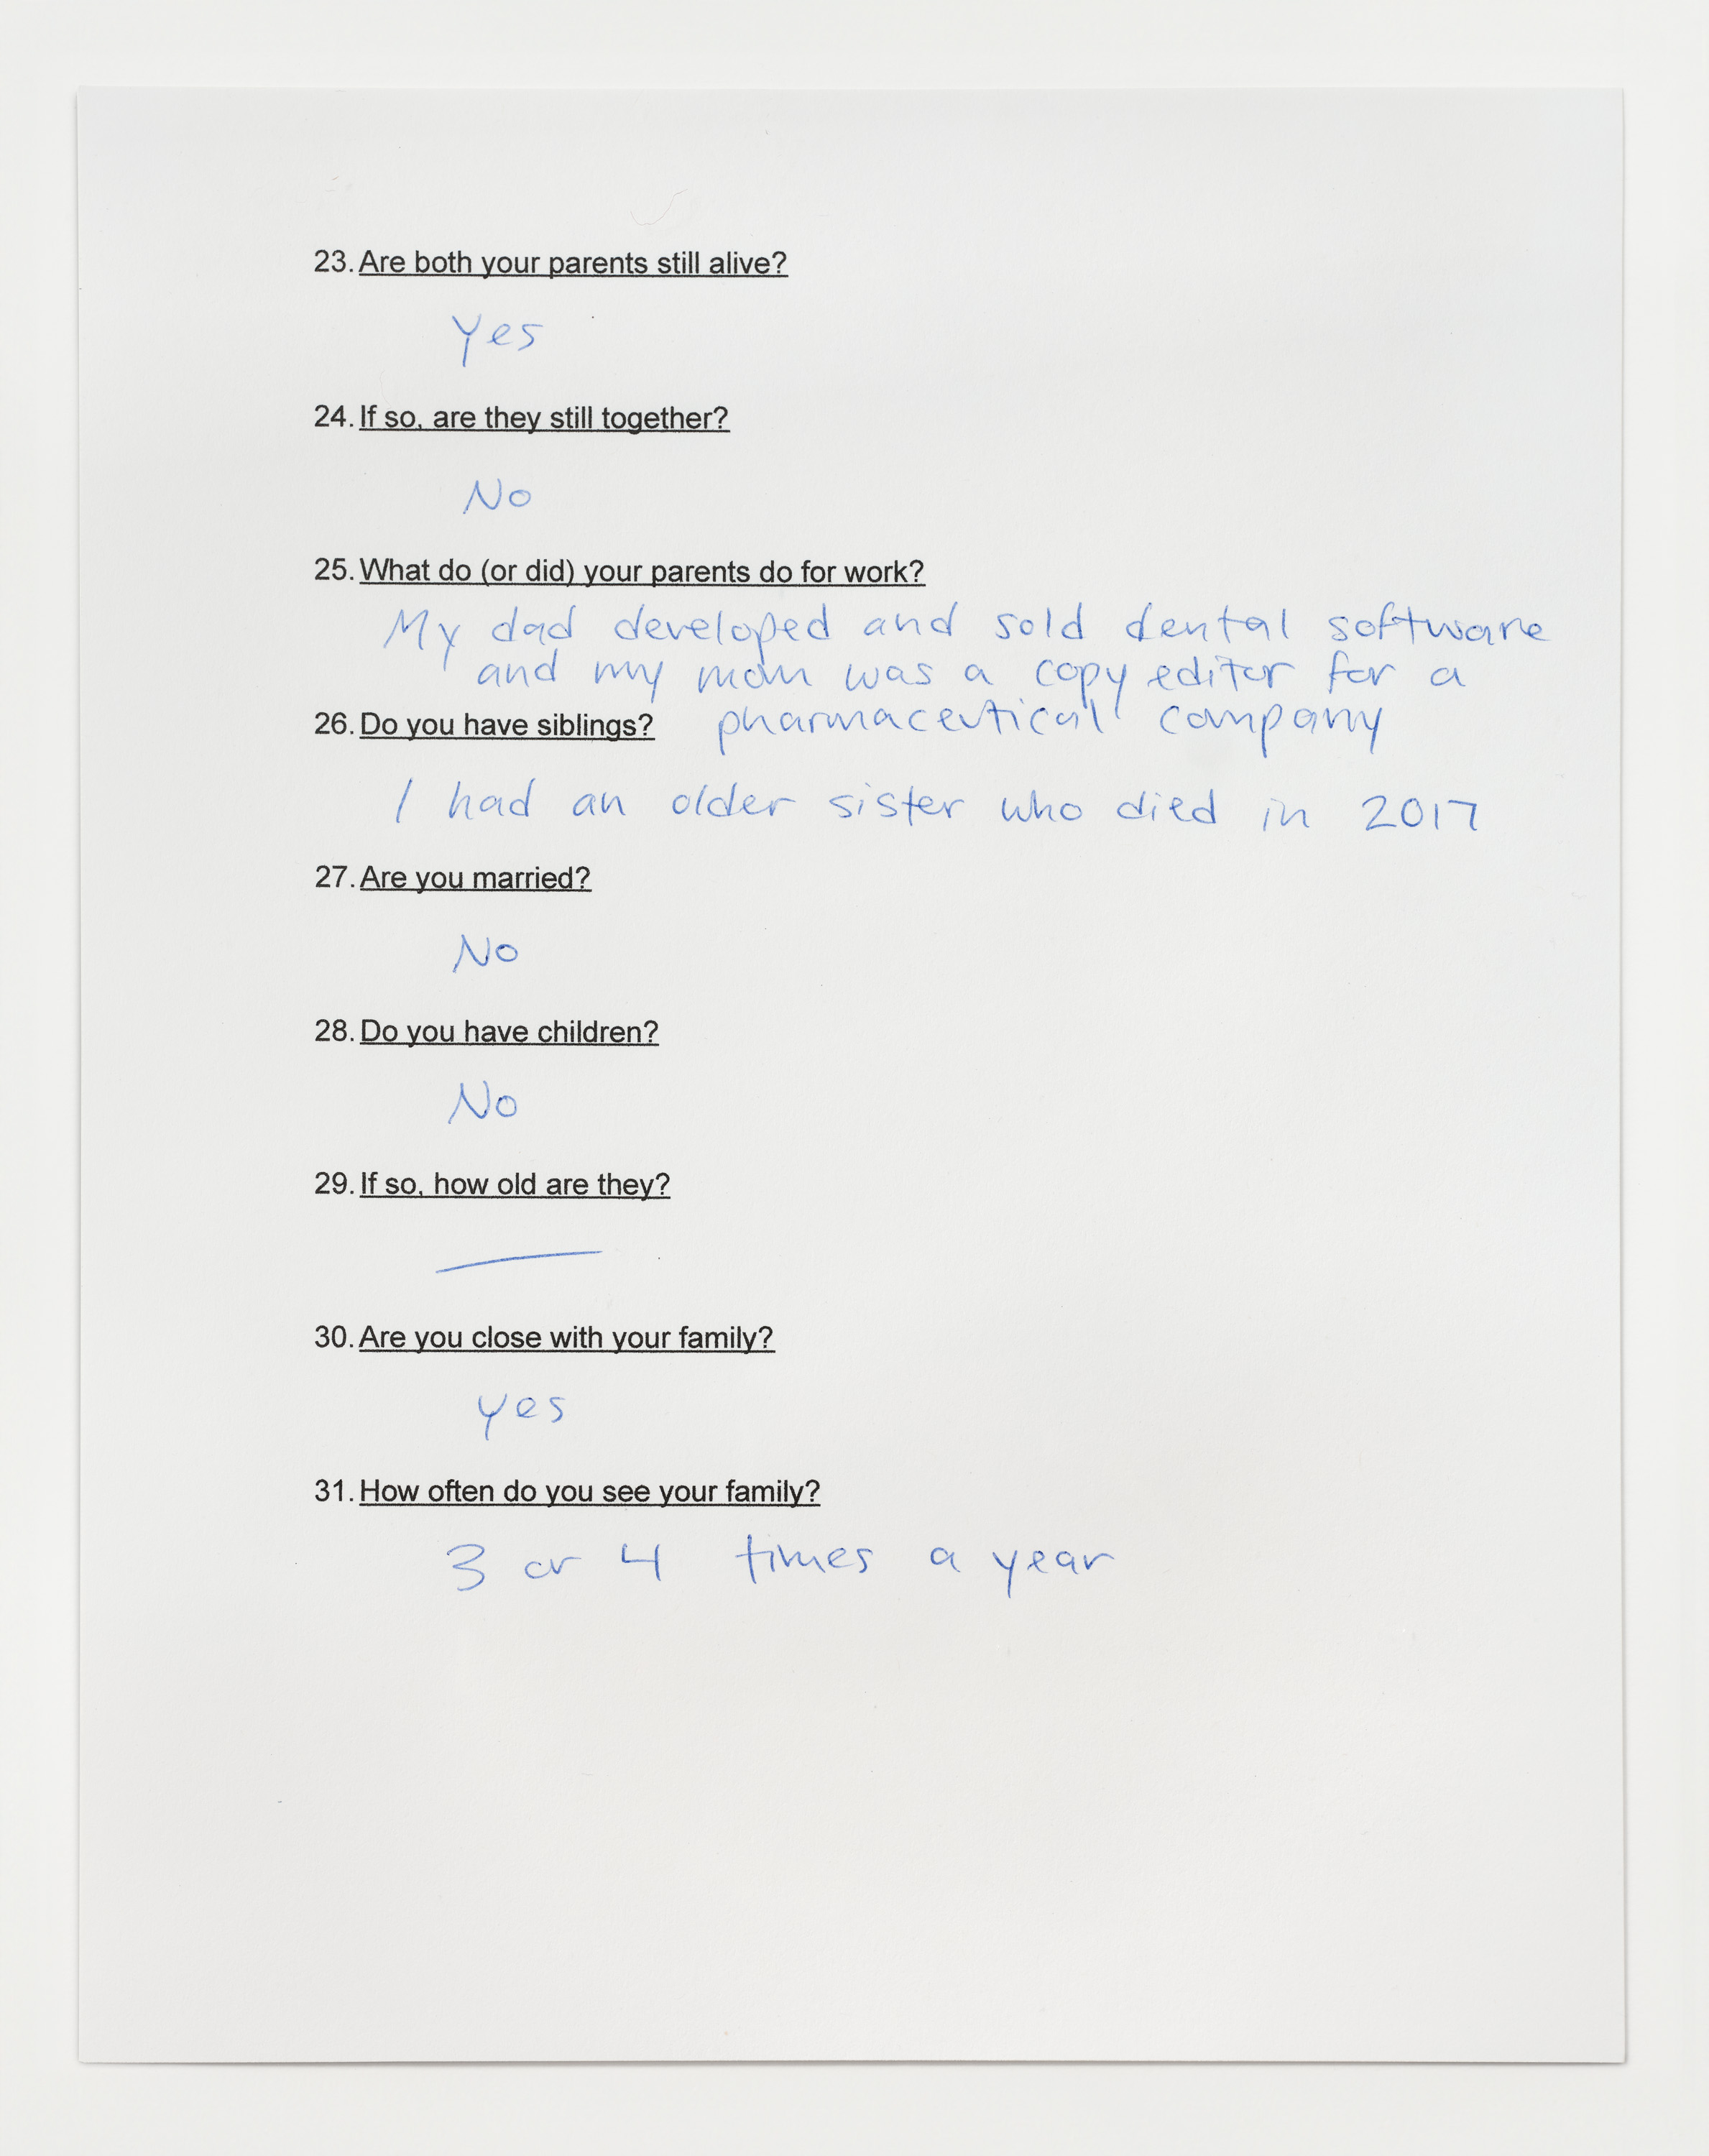 23. Are both your parents still alive?
Yes
24. If so, are they still together?
No
25. What do (or did) your parents do for work?
My dad developed and sold dental software
and my mom was a copy editor for a
pharmaceutical company
26. Do you have siblings?
I had an older sister who died in 2017
27. Are you married?
No
28. Do you have children?
No
29. If so, how old are they?
30. Are you close with your family?
yes
31. How often do you see your family?
3 or 4 times a year